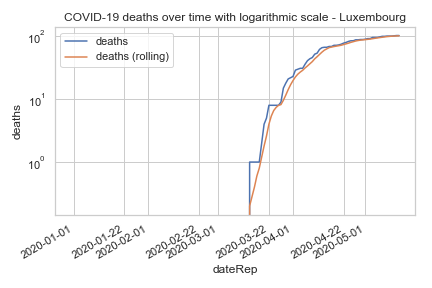 COVID-19 deaths over time with logarithmic scale - Luxembourg
deaths
deaths (rolling)
10²
10¹
10⁰
deaths
2020-01-01
2020-01-22
2020-02-01
2020-02-22
2020-03-01
2020-03-22
2020-04-01
2020-04-22
2020-05-01
dateRep